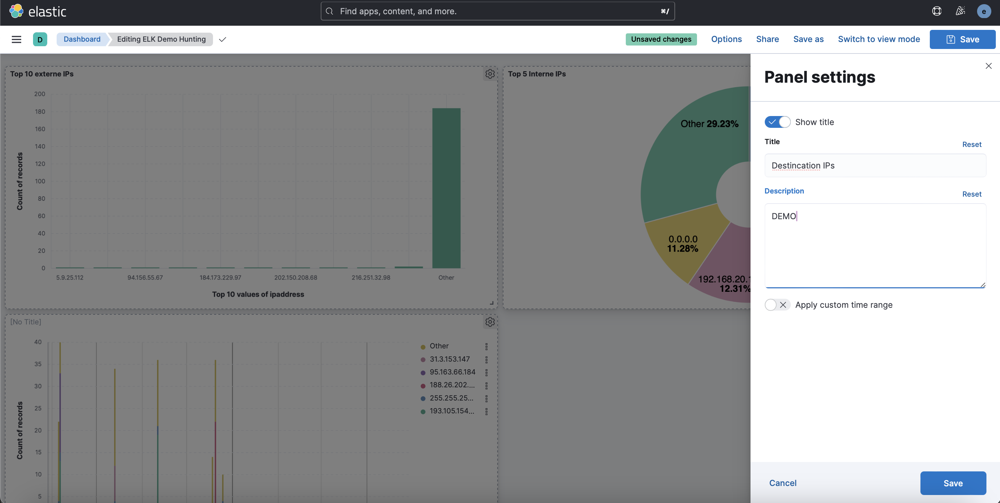 elastic
Find apps, content, and more.
⌘/
e
D
Dashboard
Editing ELK Demo Hunting
Unsaved changes
Options
Share
Save as
Switch to view mode
Save
Top 10 externe IPs
200
180
160
140
120
100
80
60
40
20
0
Count of records
5.9.25.112
94.156.55.67
184.173.229.97
202.150.208.68
216.251.32.98
Other
Top 10 values of ipaddress
Top 5 Interne IPs
Other 29.23%
0.0.0.0
11.28%
192.168.20.1
12.31%
[No Title]
40
35
30
25
20
15
10
5
Count of records
Other
31.3.153.147
95.163.66.184
188.26.202....
255.255.25...
193.105.154...
Panel settings
Show title
Title
Reset
Destincation IPs
Description
Reset
DEMO
Apply custom time range
Cancel
Save